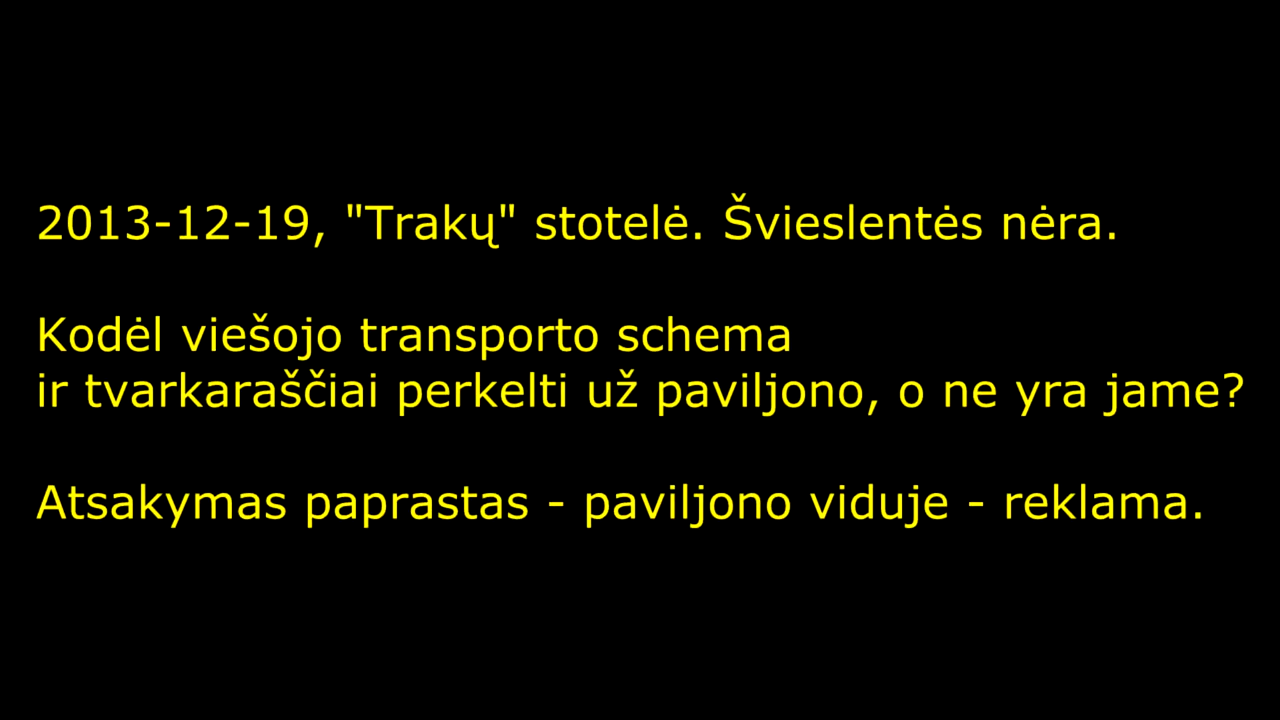 2013-12-19, "Trakų" stotelė. Švieslentės nėra.
Kodėl viešojo transporto schema
ir tvarkaraščiai perkelti už paviljono, o ne yra jame?
Atsakymas paprastas - paviljono viduje - reklama.